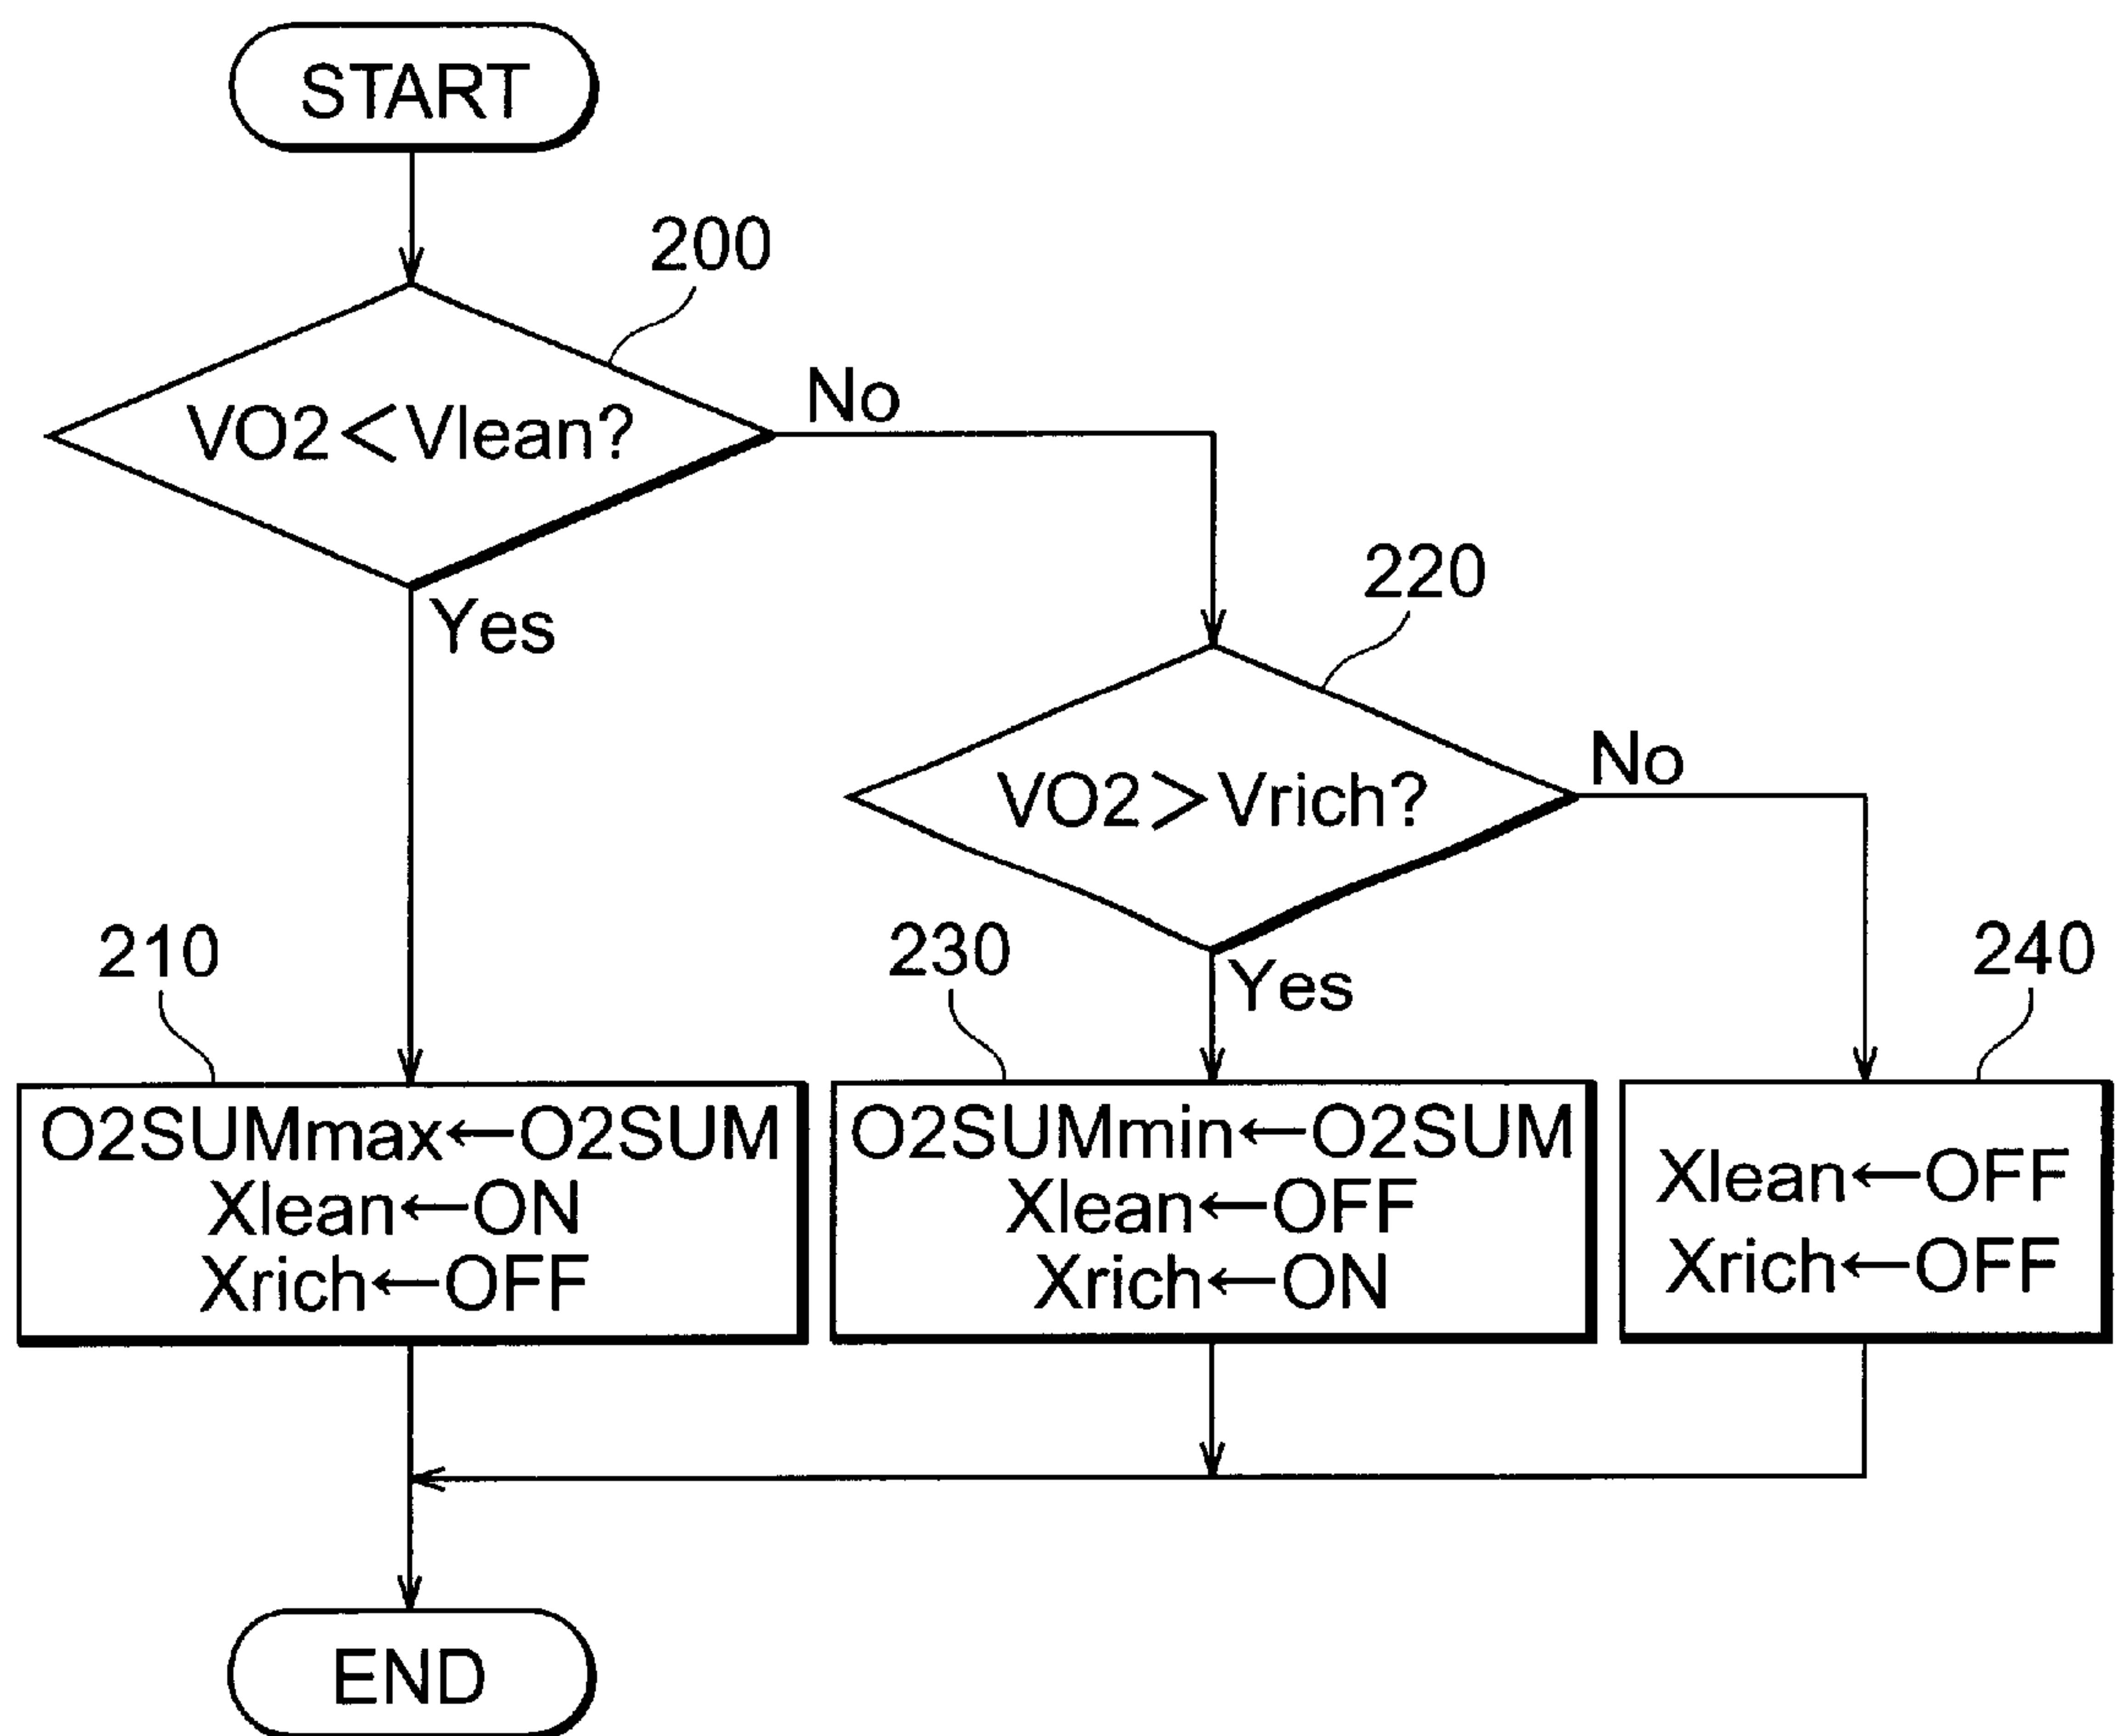 START
200
VO2<Vlean?
No
Yes
220
VO2>Vrich?
No
Yes
210
230
240
O2SUMmax←O2SUM
Xlean←ON
Xrich←OFF
O2SUMmin←O2SUM
Xlean←OFF
Xrich←ON
Xlean←OFF
Xrich←OFF
END